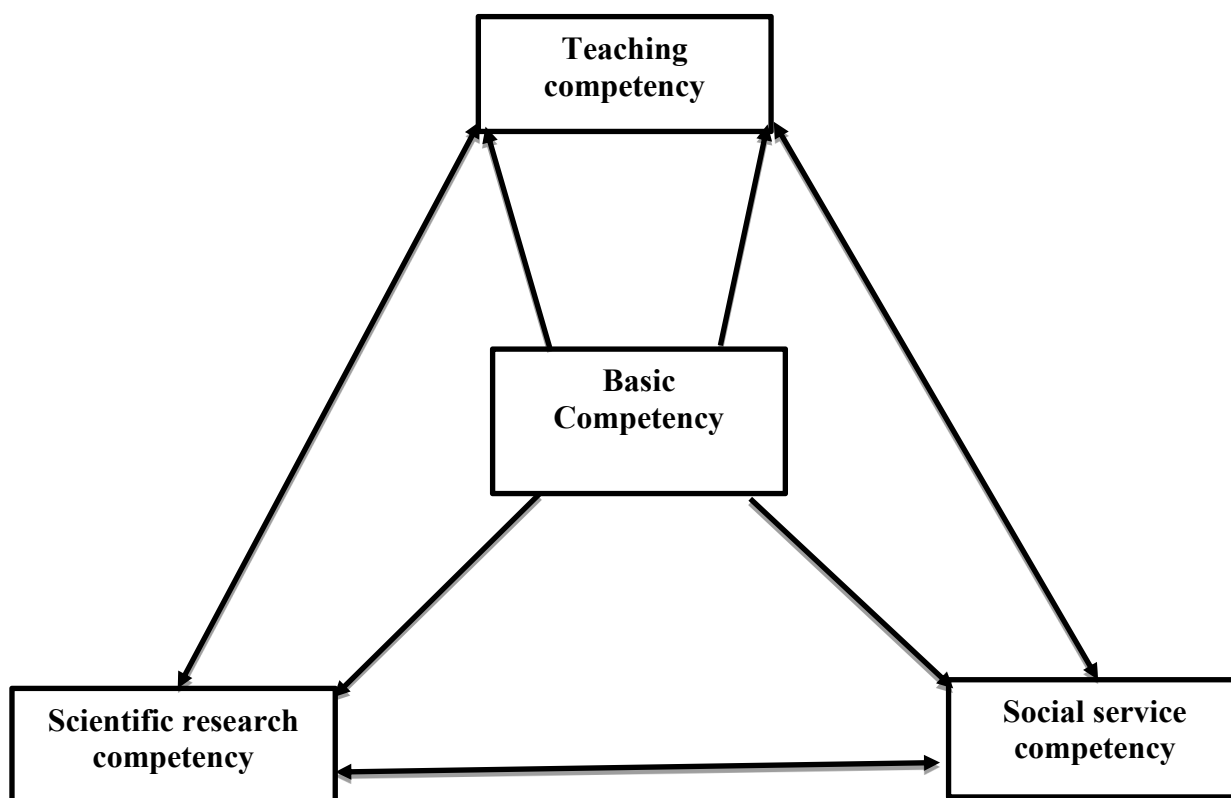 Teaching
competency
Basic
Competency
Scientific research
competency
Social service
competency